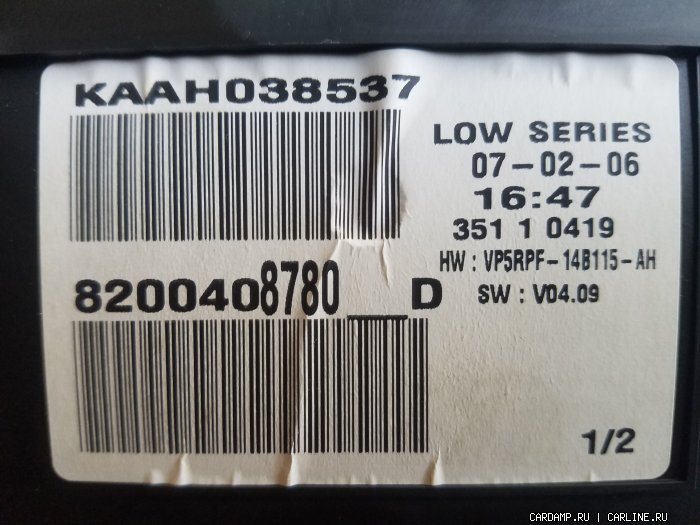 KAAH038537
LOW SERIES
07-02-06
16:47
351 1 0419
HW : VP5RPF-14B115-AH
SW : V04.09
8200408780__D
1/2
CARDAMP.RU | CARLINE.RU